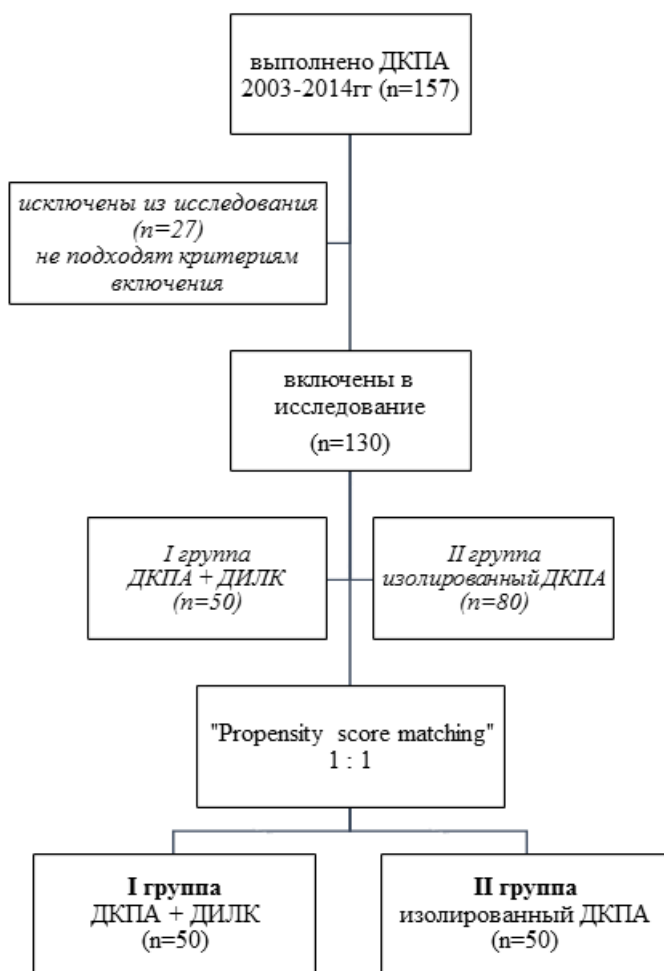 выполнено ДКПА
2003-2014гг (n=157)
исключены из исследования
(n=27)
не подходят критериям
включения
включены в
исследование
(n=130)
I группа
ДКПА + ДИЛК
(n=50)
II группа
изолированный ДКПА
(n=80)
"Propensity score matching"
1 : 1
I группа
ДКПА + ДИЛК
(n=50)
II группа
изолированный ДКПА
(n=50)